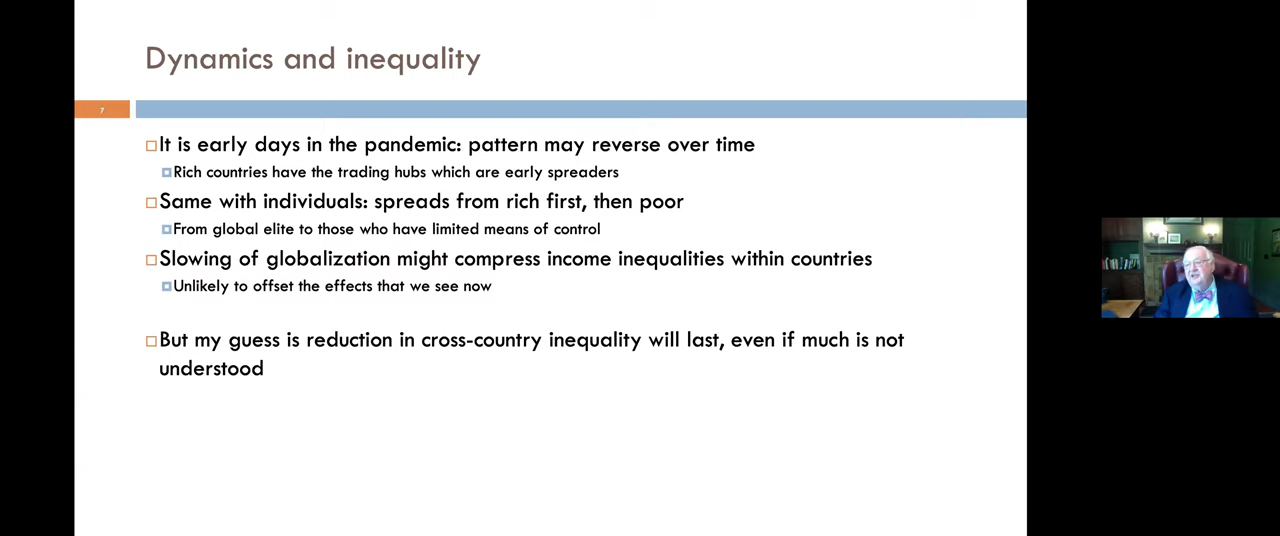 Dynamics and inequality
7
It is early days in the pandemic: pattern may reverse over time
Rich countries have the trading hubs which are early spreaders
Same with individuals: spreads from rich first, then poor
From global elite to those who have limited means of control
Slowing of globalization might compress income inequalities within countries
Unlikely to offset the effects that we see now
But my guess is reduction in cross-country inequality will last, even if much is not
understood